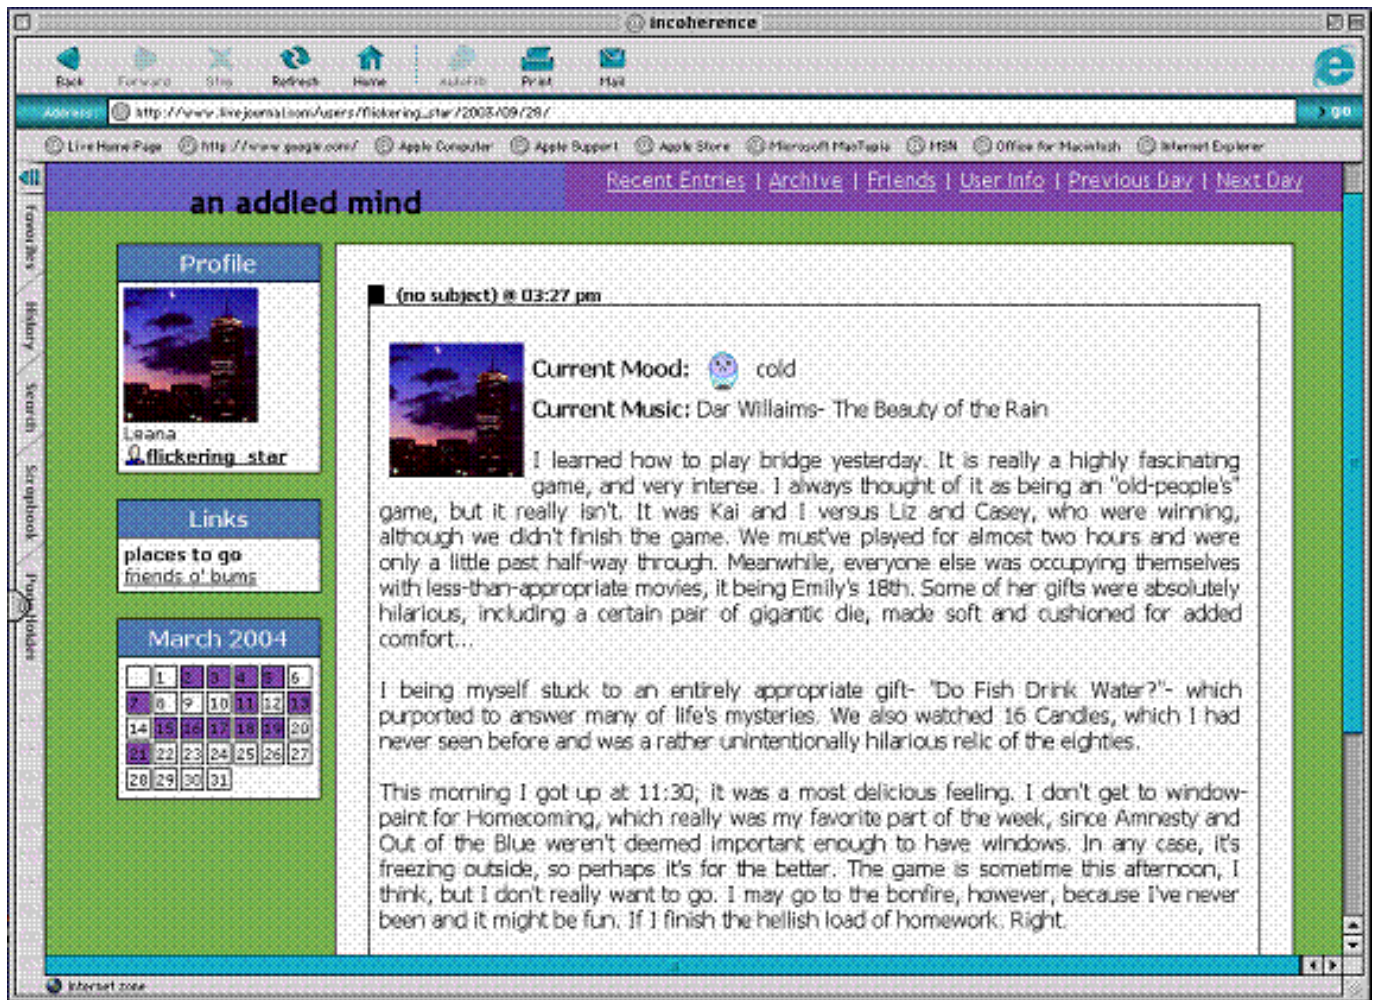 incoherence
Back Forward Stop Refresh Home AutoFill Print Mail
Address: http://www.livejournal.com/users/flickering_star/2003/09/28/ go
Live Home Page http://www.google.com/ Apple Computer Apple Support Apple Store Microsoft MacTopia MSN Office for Macintosh Internet Explorer
an addled mind
Recent Entries | Archive | Friends | User Info | Previous Day | Next Day
Favorites
History
Search
Scrapbook
Page Holder
Profile
Leana
flickering_star
Links
places to go
friends o' bums
March 2004
1 2 3 4 5 6
7 8 9 10 11 12 13
14 15 16 17 18 19 20
21 22 23 24 25 26 27
28 29 30 31
(no subject) @ 03:27 pm
Current Mood: cold
Current Music: Dar Willaims- The Beauty of the Rain
I learned how to play bridge yesterday. It is really a highly fascinating
game, and very intense. I always thought of it as being an "old-people's"
game, but it really isn't. It was Kai and I versus Liz and Casey, who were winning,
although we didn't finish the game. We must've played for almost two hours and were
only a little past half-way through. Meanwhile, everyone else was occupying themselves
with less-than-appropriate movies, it being Emily's 18th. Some of her gifts were absolutely
hilarious, including a certain pair of gigantic die, made soft and cushioned for added
comfort...
I being myself stuck to an entirely appropriate gift- "Do Fish Drink Water?"- which
purported to answer many of life's mysteries. We also watched 16 Candles, which I had
never seen before and was a rather unintentionally hilarious relic of the eighties.
This morning I got up at 11:30; it was a most delicious feeling. I don't get to window-
paint for Homecoming, which really was my favorite part of the week, since Amnesty and
Out of the Blue weren't deemed important enough to have windows. In any case, it's
freezing outside, so perhaps it's for the better. The game is sometime this afternoon, I
think, but I don't really want to go. I may go to the bonfire, however, because I've never
been and it might be fun. If I finish the hellish load of homework. Right.
Internet zone